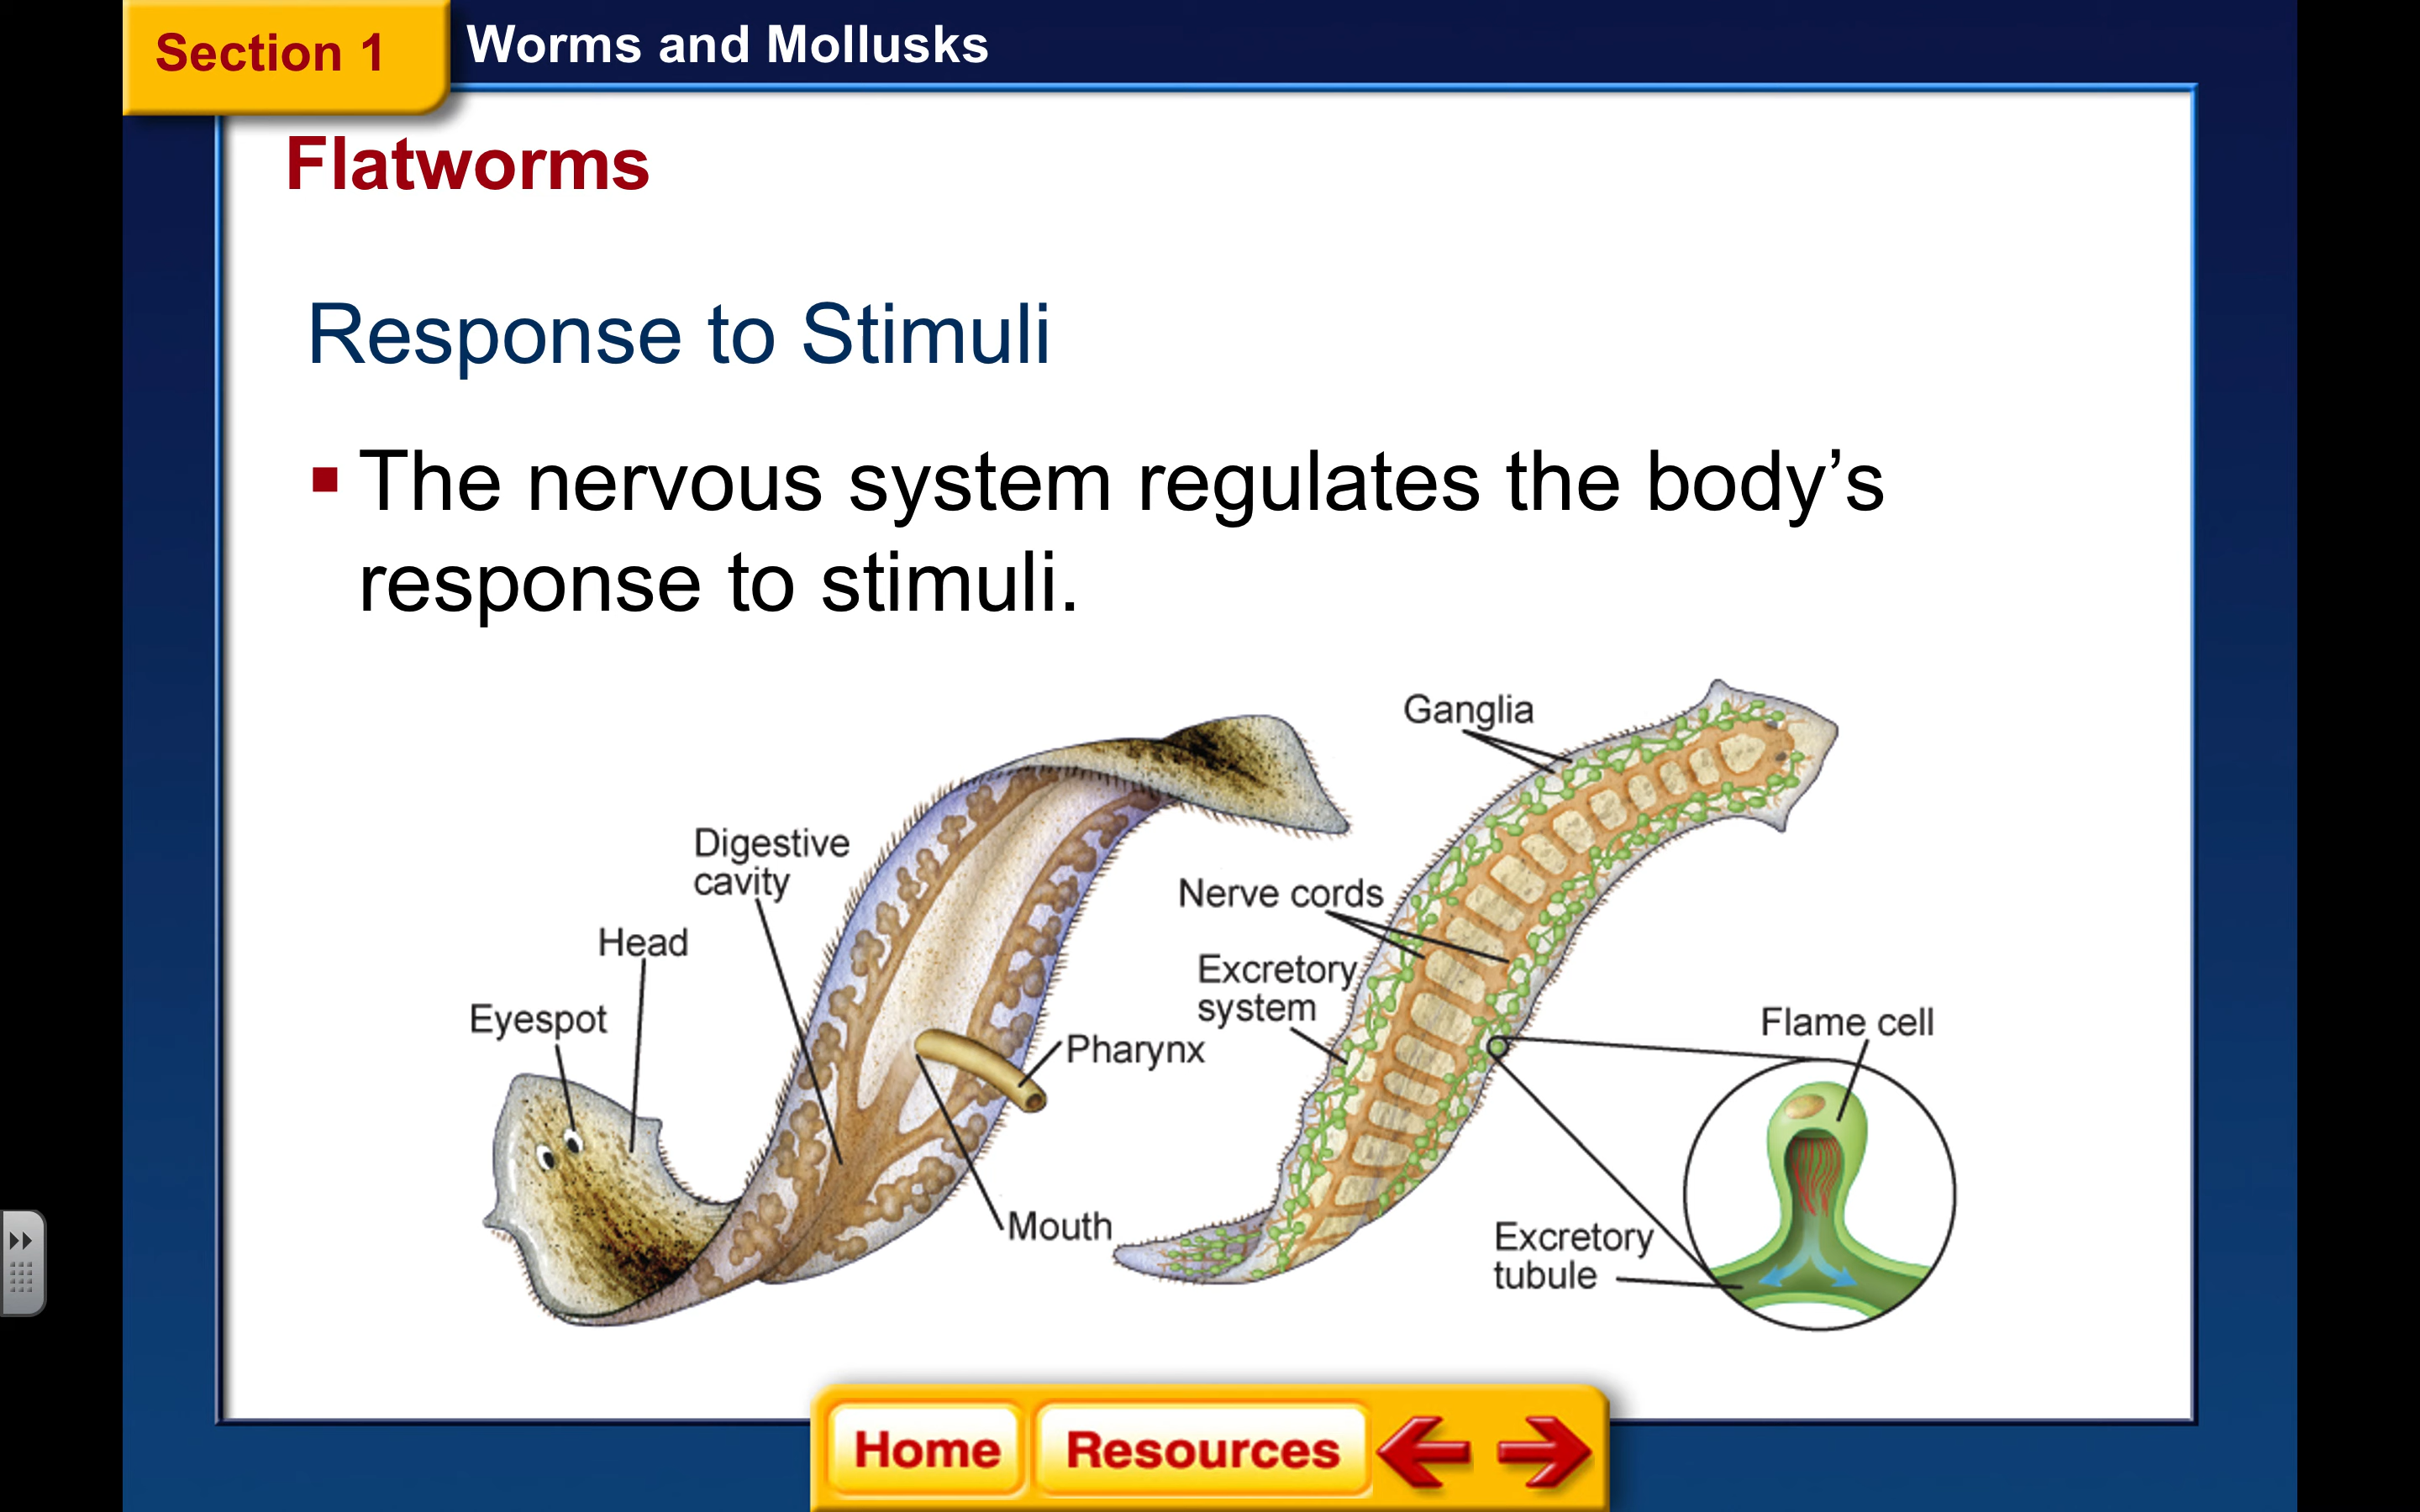 Section 1
Worms and Mollusks
Flatworms
Response to Stimuli
The nervous system regulates the body’s
response to stimuli.
Ganglia
Digestive
cavity
Nerve cords
Head
Excretory
system
Eyespot
Flame cell
Pharynx
Mouth
Excretory
tubule
Home
Resources